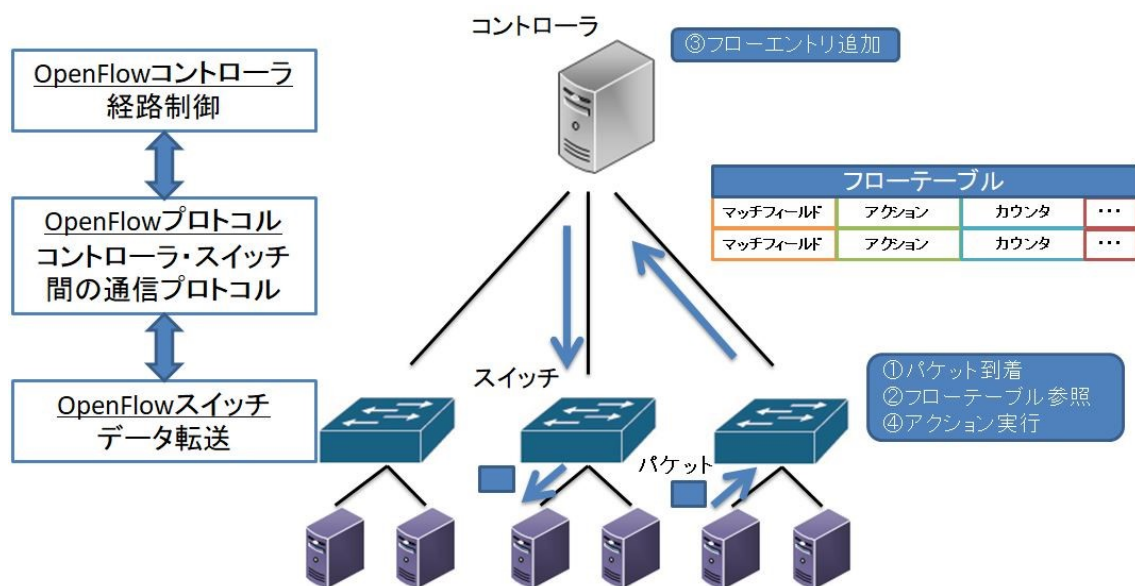 コントローラ
③フローエントリ追加
OpenFlowコントローラ
経路制御
OpenFlowプロトコル
コントローラ・スイッチ
間の通信プロトコル
OpenFlowスイッチ
データ転送
フローテーブル
マッチフィールド アクション カウンタ ・・・
マッチフィールド アクション カウンタ ・・・
スイッチ
①パケット到着
②フローテーブル参照
④アクション実行
パケット